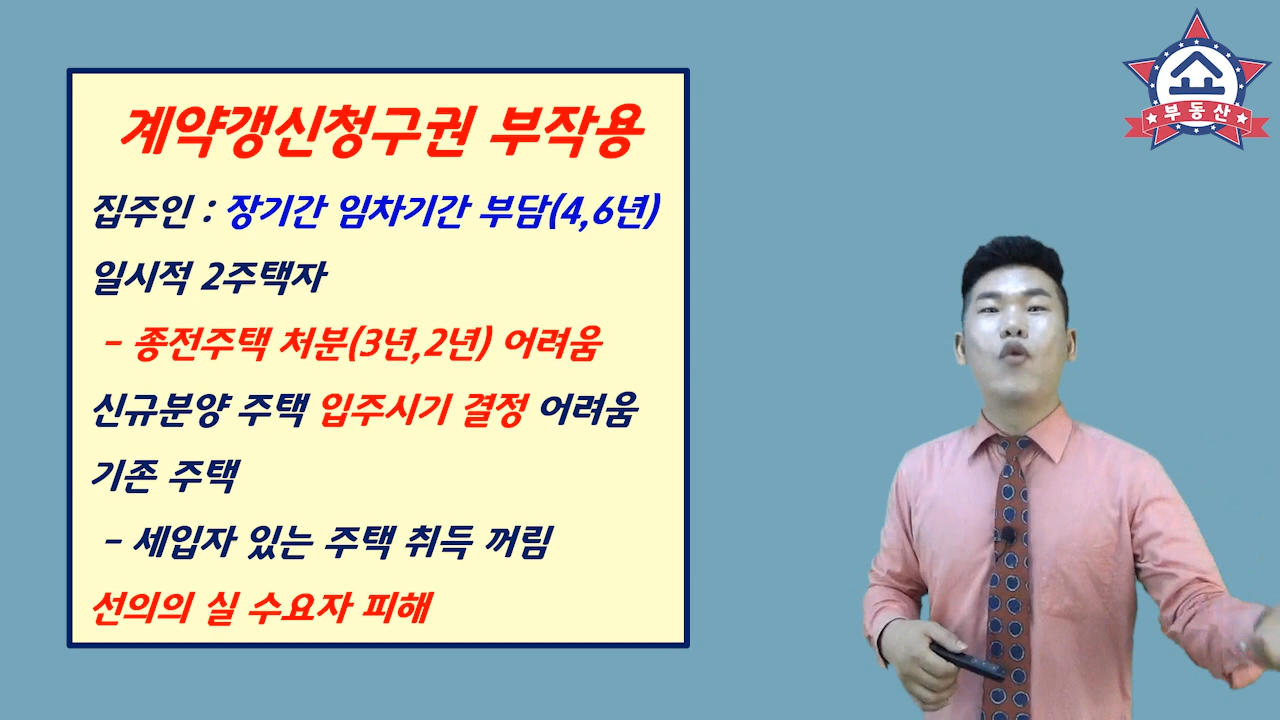 계약갱신청구권 부작용
집주인 : 장기간 임차기간 부담(4,6년)
일시적 2주택자
- 종전주택 처분(3년,2년) 어려움
신규분양 주택 입주시기 결정 어려움
기존 주택
- 세입자 있는 주택 취득 꺼림
선의의 실 수요자 피해
쇼
부동산